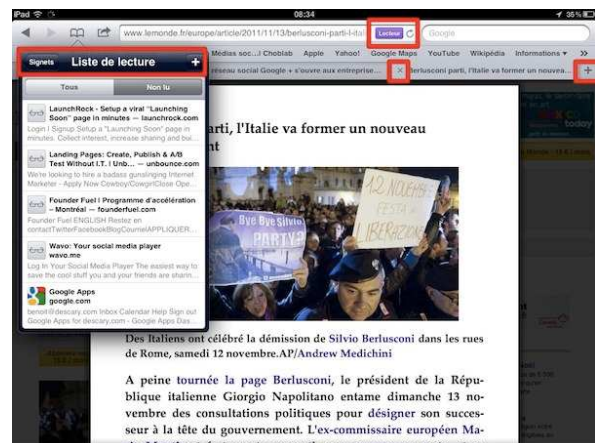 iPad
08:34
35%
www.lemonde.fr/europe/article/2011/11/13/berlusconi-parti-l-ital
Lecteur
Google
Médias soc...l Choblab Apple Yahoo! Google Maps YouTube Wikipédia Informations
Signets Liste de lecture +
réseau social Google + s'ouvre aux entreprise... × Berlusconi parti, l'Italie va former un nouvea... +
Tous Non lu
LaunchRock - Setup a viral "Launching
Soon" page in minutes — launchrock.com
Login | Signup Setup a "Launching Soon" page in
minutes. Collect interest, increase sharing and bui...
Landing Pages: Create, Publish & A/B
Test Without I.T. | Unb... — unbounce.com
We're looking to hire a badass gunslinging Internet
Marketer - Apply Now Cowboy/Cowgirl Close Ope...
Founder Fuel | Programme d'accélération
– Montréal — founderfuel.com
Founder Fuel ENGLISH Restez en
contactTwitterFacebookBlogCourrielAPPLIQUER...
Wavo: Your social media player
wavo.me
Log In Your Social Media Player The easiest way to
save the cool stuff you and your friends are sharin...
Google Apps
google.com
benoit@descary.com Inbox Calendar Help Sign out
Google Apps for descary.com - Google Apps Das...
arti, l'Italie va former un nouveau
nt
Bye Bye Silvio
PARTY
12 NOVEMBRE
FESTA
LIBERAZIONE
today
Des Italiens ont célébré la démission de Silvio Berlusconi dans les rues
de Rome, samedi 12 novembre.AP/Andrew Medichini
A peine tournée la page Berlusconi, le président de la Répu-
blique italienne Giorgio Napolitano entame dimanche 13 no-
vembre des consultations politiques pour désigner son succes-
seur à la tête du gouvernement. L'ex-commissaire européen Ma-